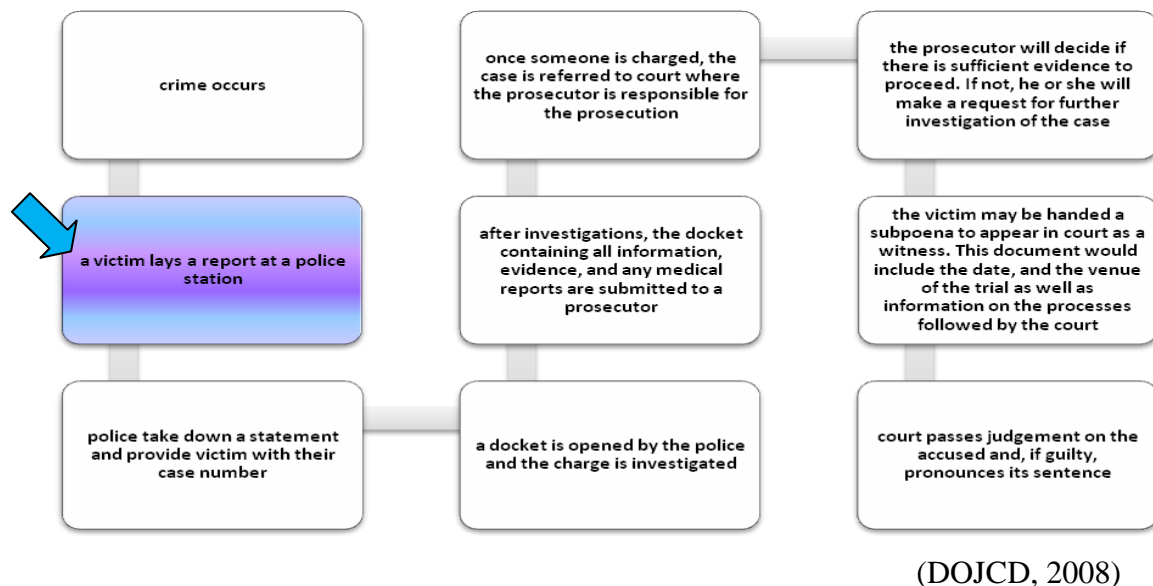 crime occurs
a victim lays a report at a police
station
police take down a statement
and provide victim with their
case number
a docket is opened by the police
and the charge is investigated
after investigations, the docket
containing all information,
evidence, and any medical
reports are submitted to a
prosecutor
once someone is charged, the
case is referred to court where
the prosecutor is responsible for
the prosecution
the prosecutor will decide if
there is sufficient evidence to
proceed. If not, he or she will
make a request for further
investigation of the case
the victim may be handed a
subpoena to appear in court as a
witness. This document would
include the date, and the venue
of the trial as well as
information on the processes
followed by the court
court passes judgement on the
accused and, if guilty,
pronounces its sentence
(DOJCD, 2008)